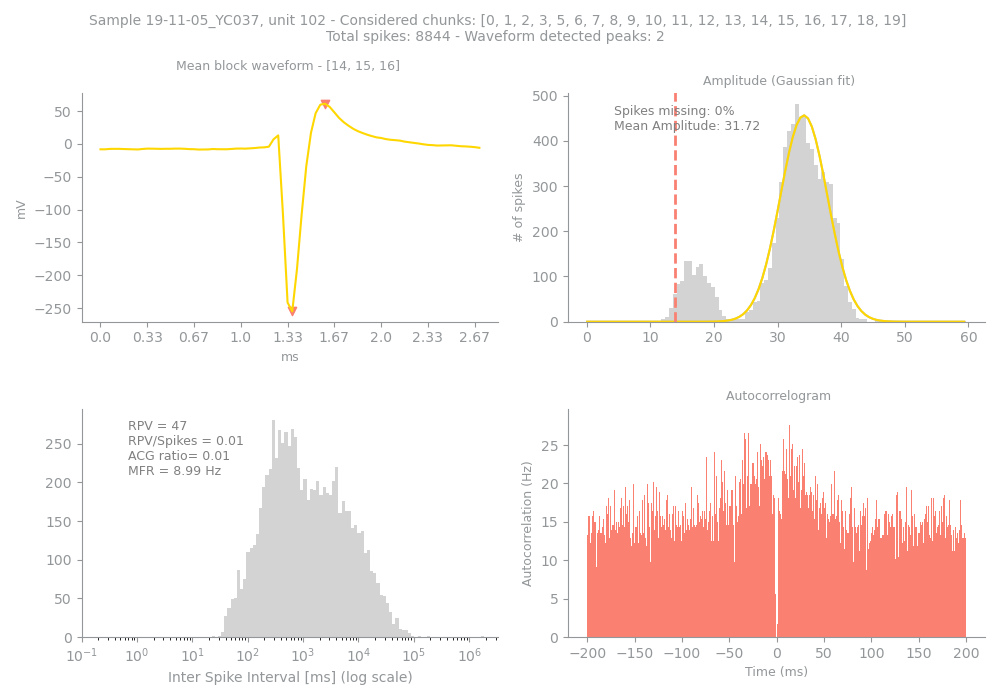 Sample 19-11-05_YC037, unit 102 - Considered chunks: [0, 1, 2, 3, 5, 6, 7, 8, 9, 10, 11, 12, 13, 14, 15, 16, 17, 18, 19]
Total spikes: 8844 - Waveform detected peaks: 2
Mean block waveform - [14, 15, 16]
50
0
−50
−100
−150
−200
−250
mV
0.0 0.33 0.67 1.0 1.33 1.67 2.0 2.33 2.67
ms
Amplitude (Gaussian fit)
Spikes missing: 0%
Mean Amplitude: 31.72
500
400
300
200
100
0
# of spikes
0 10 20 30 40 50 60
RPV = 47
RPV/Spikes = 0.01
ACG ratio= 0.01
MFR = 8.99 Hz
250
200
150
100
50
0
10⁻¹ 10⁰ 10¹ 10² 10³ 10⁴ 10⁵ 10⁶
Inter Spike Interval [ms] (log scale)
Autocorrelogram
25
20
15
10
5
0
Autocorrelation (Hz)
−200 −150 −100 −50 0 50 100 150 200
Time (ms)